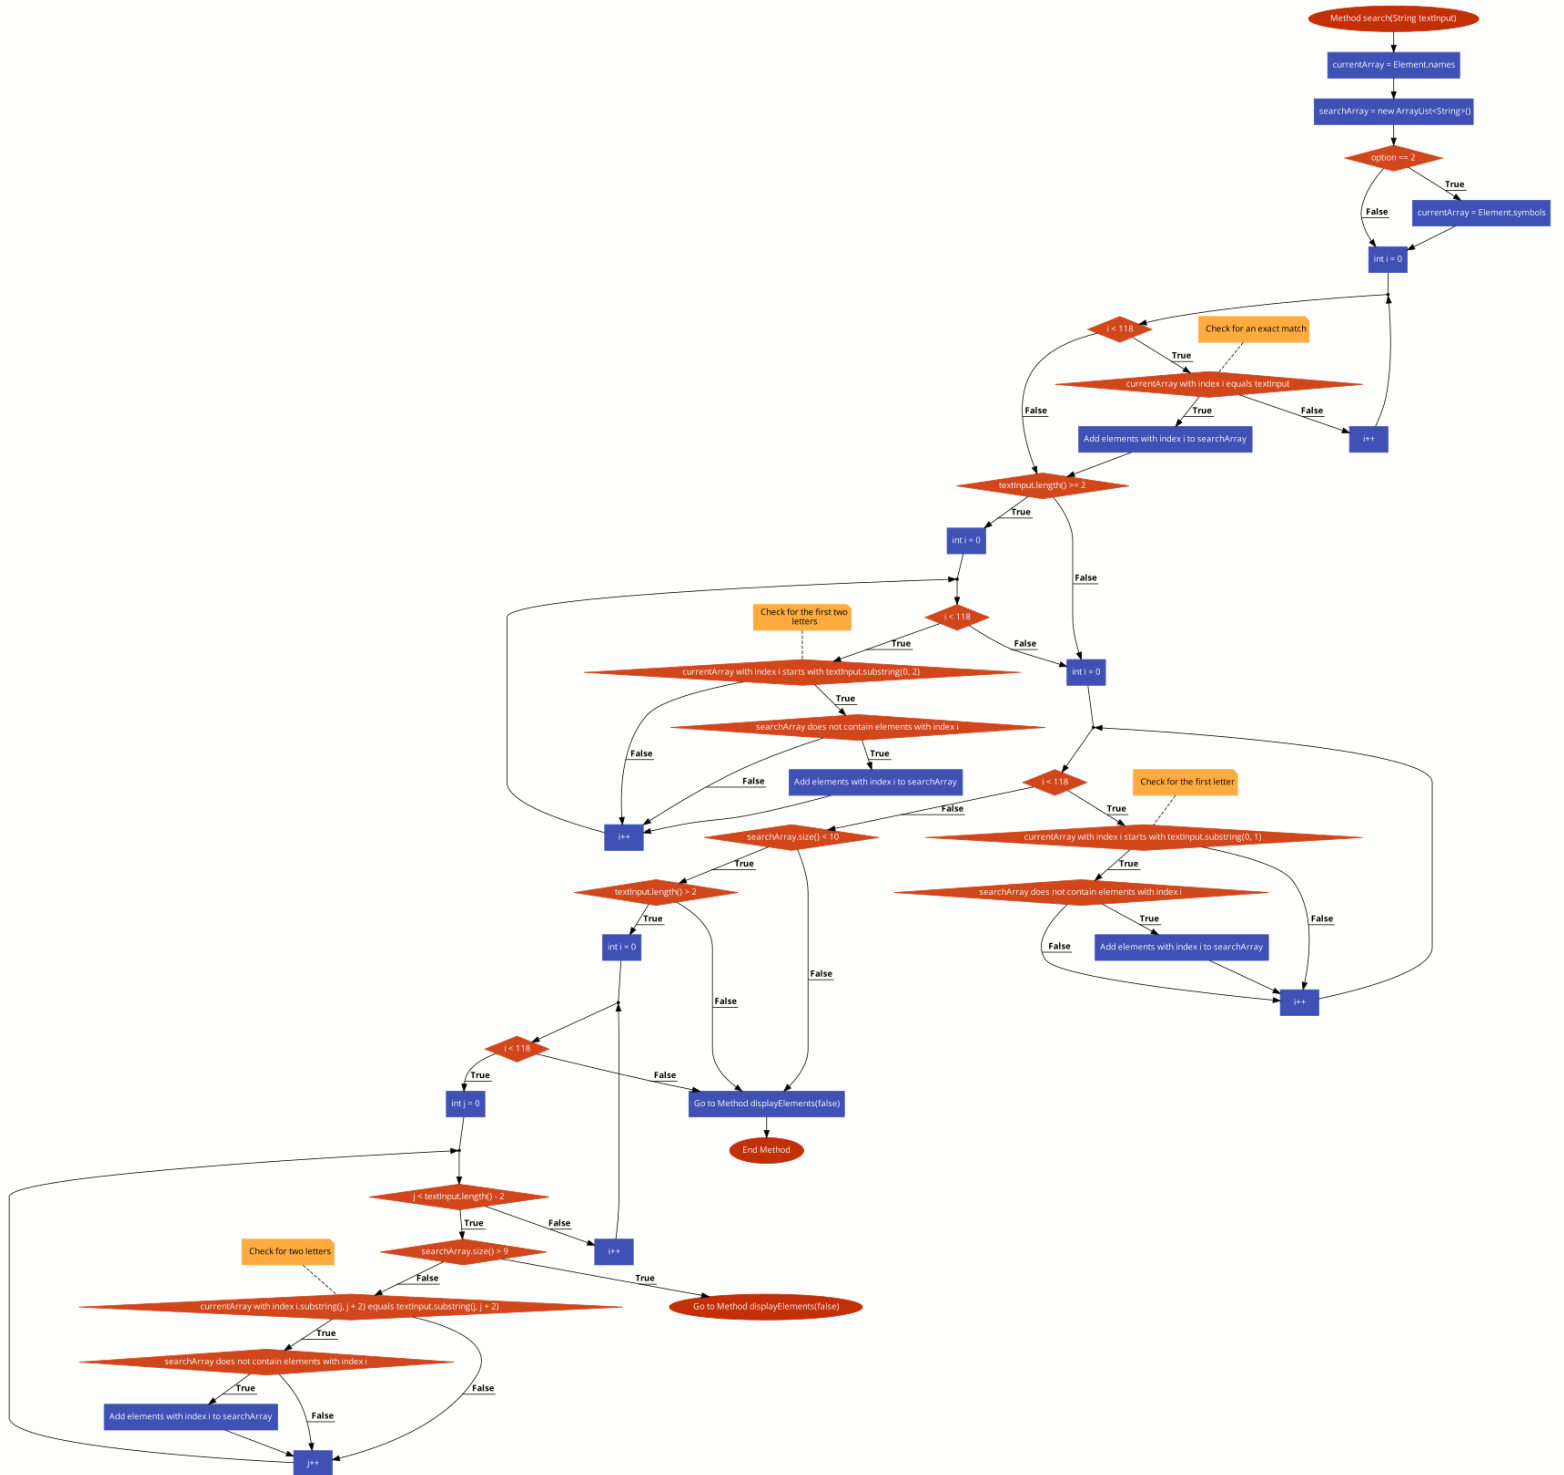 Method search(String textInput)
currentArray = Element.names
searchArray = new ArrayList<String>()
option == 2
True
False
currentArray = Element.symbols
int i = 0
i < 118
Check for an exact match
True
currentArray with index i equals textInput
False
True
False
Add elements with index i to searchArray
i++
textInput.length() >= 2
True
int i = 0
False
Check for the first two
letters
i < 118
True
False
currentArray with index i starts with textInput.substring(0, 2)
int i = 0
True
searchArray does not contain elements with index i
False
True
False
Add elements with index i to searchArray
i < 118
Check for the first letter
False
True
i++
searchArray.size() < 10
currentArray with index i starts with textInput.substring(0, 1)
True
True
textInput.length() > 2
searchArray does not contain elements with index i
True
True
False
int i = 0
False
Add elements with index i to searchArray
False
False
i++
i < 118
True
False
int j = 0
Go to Method displayElements(false)
End Method
j < textInput.length() - 2
True
False
Check for two letters
searchArray.size() > 9
i++
False
True
currentArray with index i.substring(j, j + 2) equals textInput.substring(j, j + 2)
Go to Method displayElements(false)
True
searchArray does not contain elements with index i
True
False
False
Add elements with index i to searchArray
j++